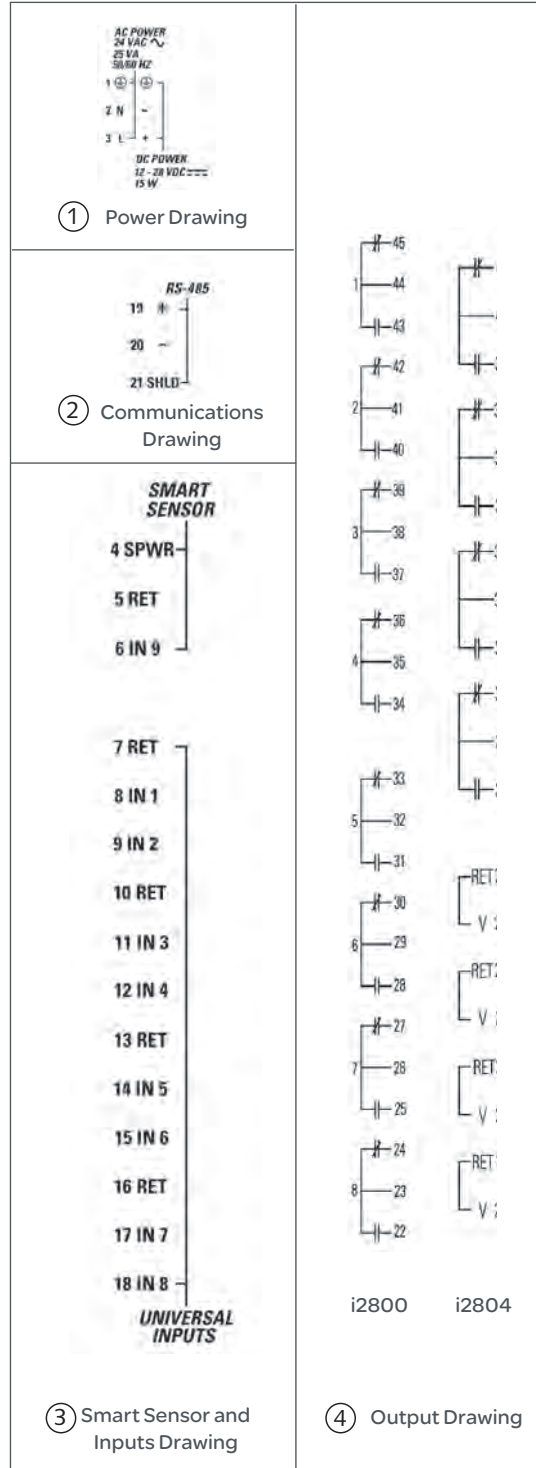 AC POWER
24 VAC
25 VA
50/60 HZ
1
2 N -
3 L +
DC POWER
12 - 28 VDC
15 W
1 Power Drawing
RS-485
19 +
20 -
21 SHLD
2 Communications
Drawing
SMART
SENSOR
4 SPWR
5 RET
6 IN 9
7 RET
8 IN 1
9 IN 2
10 RET
11 IN 3
12 IN 4
13 RET
14 IN 5
15 IN 6
16 RET
17 IN 7
18 IN 8
UNIVERSAL
INPUTS
3 Smart Sensor and
Inputs Drawing
45
1 44
43
42
2 41
40
39
3 38
37
36
4 35
34
33
5 32
31
30
6 29
28
27
7 28
25
24
8 23
22
i2800
RET
V
RET
V
RET
V
RET
V
i2804
4 Output Drawing